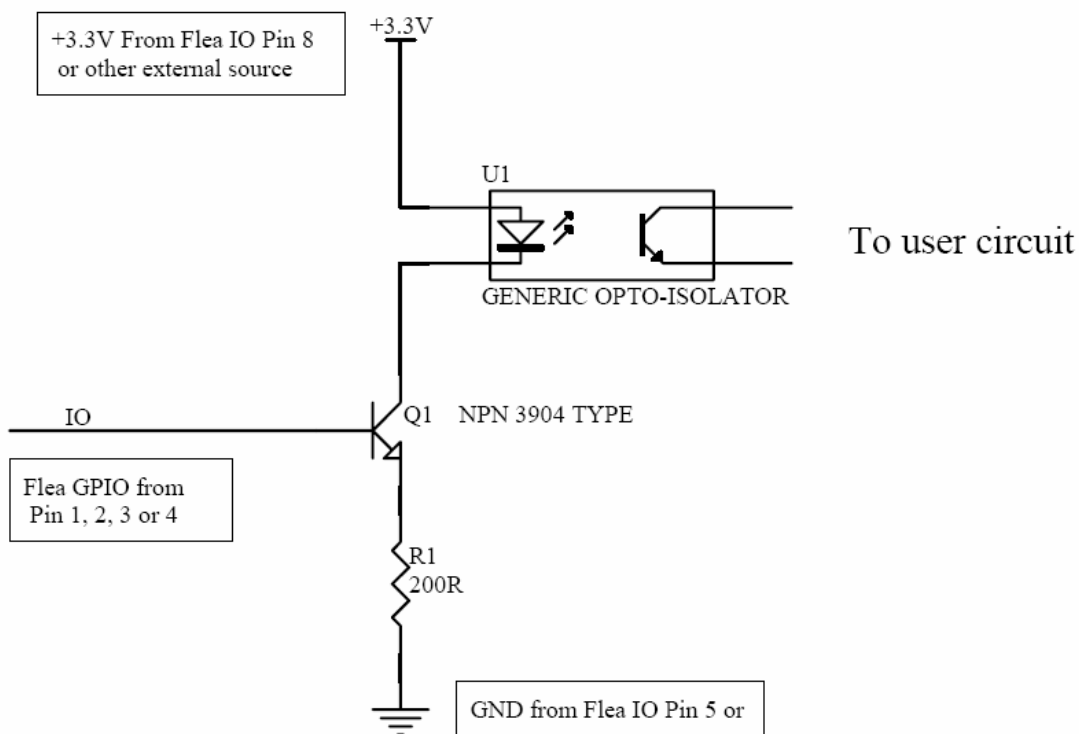 +3.3V From Flea IO Pin 8
or other external source
+3.3V
U1
To user circuit
GENERIC OPTO-ISOLATOR
IO
Q1 NPN 3904 TYPE
Flea GPIO from
Pin 1, 2, 3 or 4
R1
200R
GND from Flea IO Pin 5 or